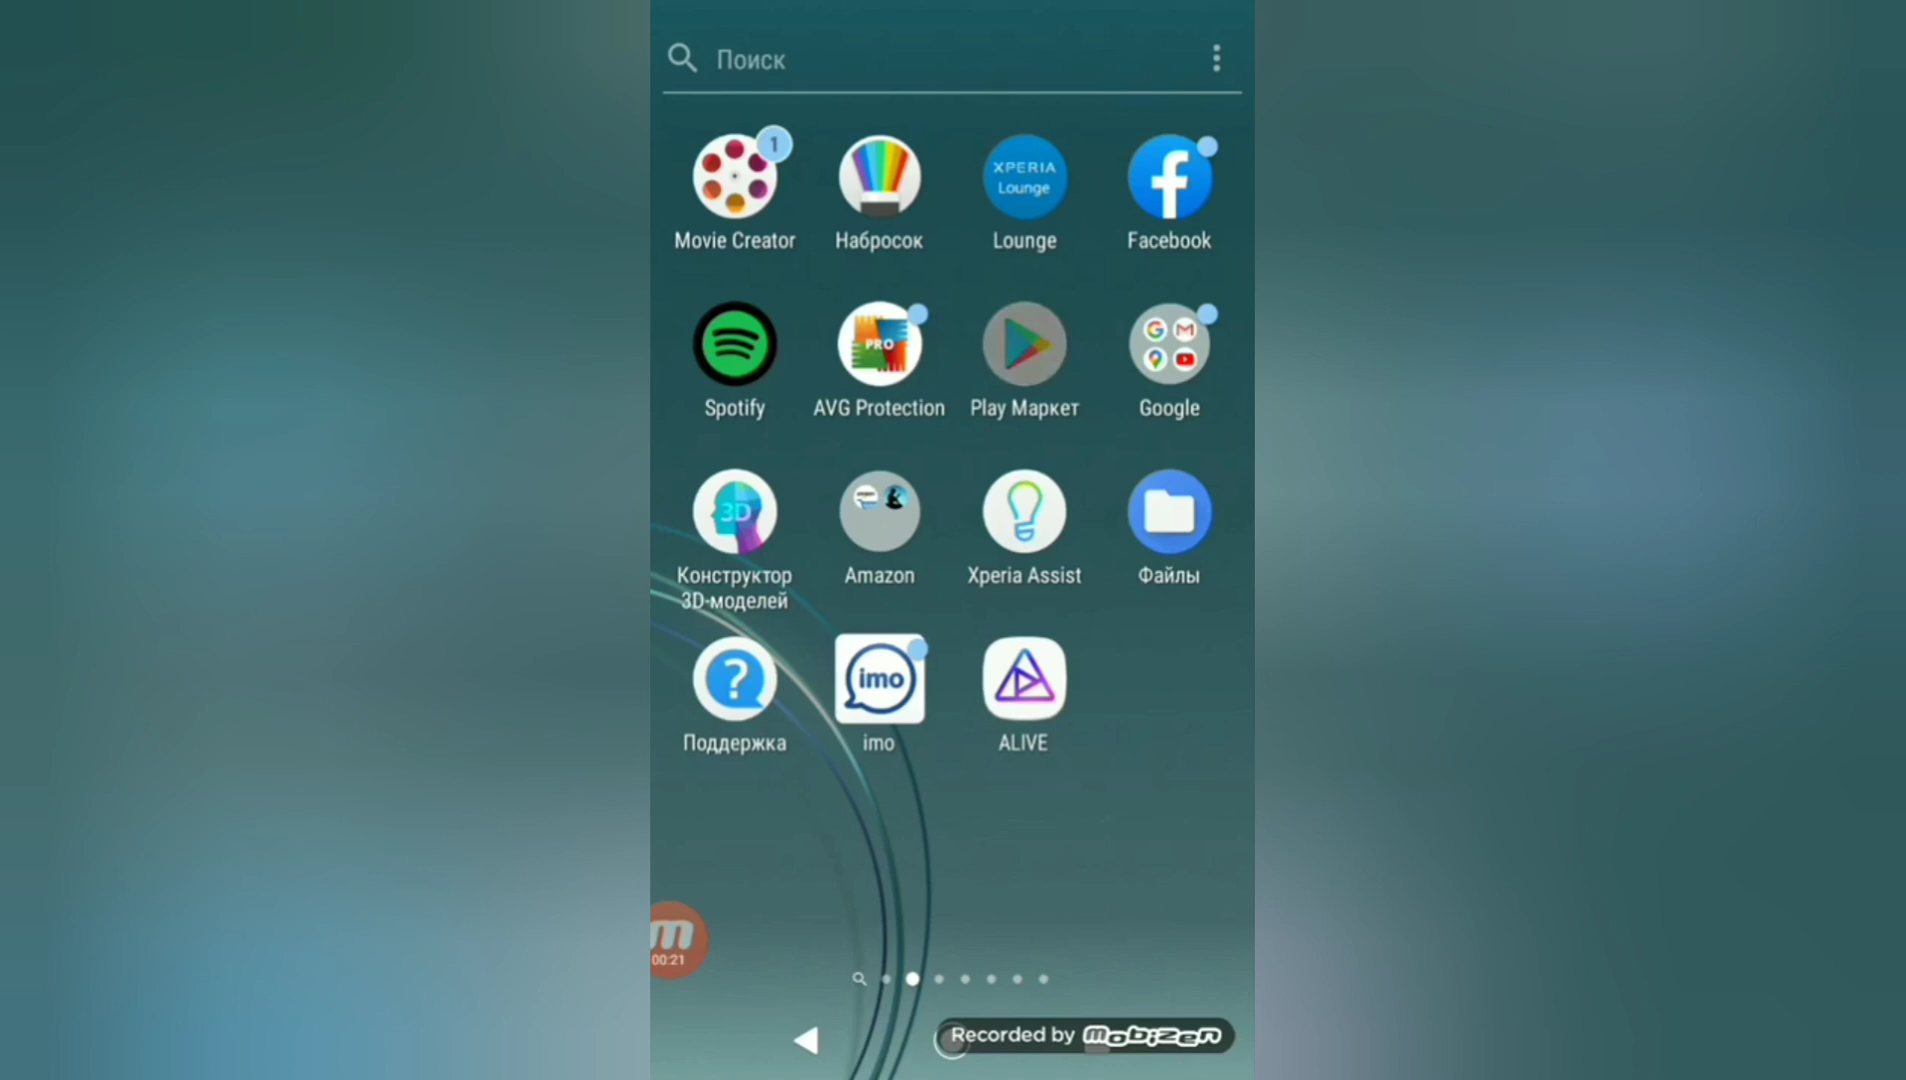 Поиск
1
XPERIA
Lounge
Movie Creator
Набросок
Lounge
Facebook
PRO
Spotify
AVG Protection
Play Маркет
Google
3D
Конструктор
3D-моделей
Amazon
Xperia Assist
Файлы
?
imo
Поддержка
imo
ALIVE
m
00:21
Recorded by mobizen